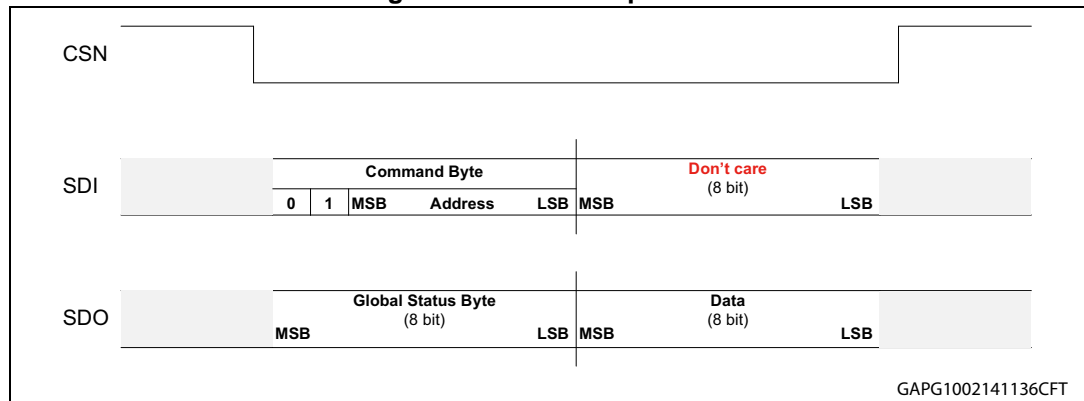 CSN
SDI
Command Byte
Don't care
(8 bit)
0 1 MSB Address LSB MSB LSB
SDO
Global Status Byte
(8 bit)
Data
(8 bit)
MSB LSB MSB LSB
GAPG1002141136CFT